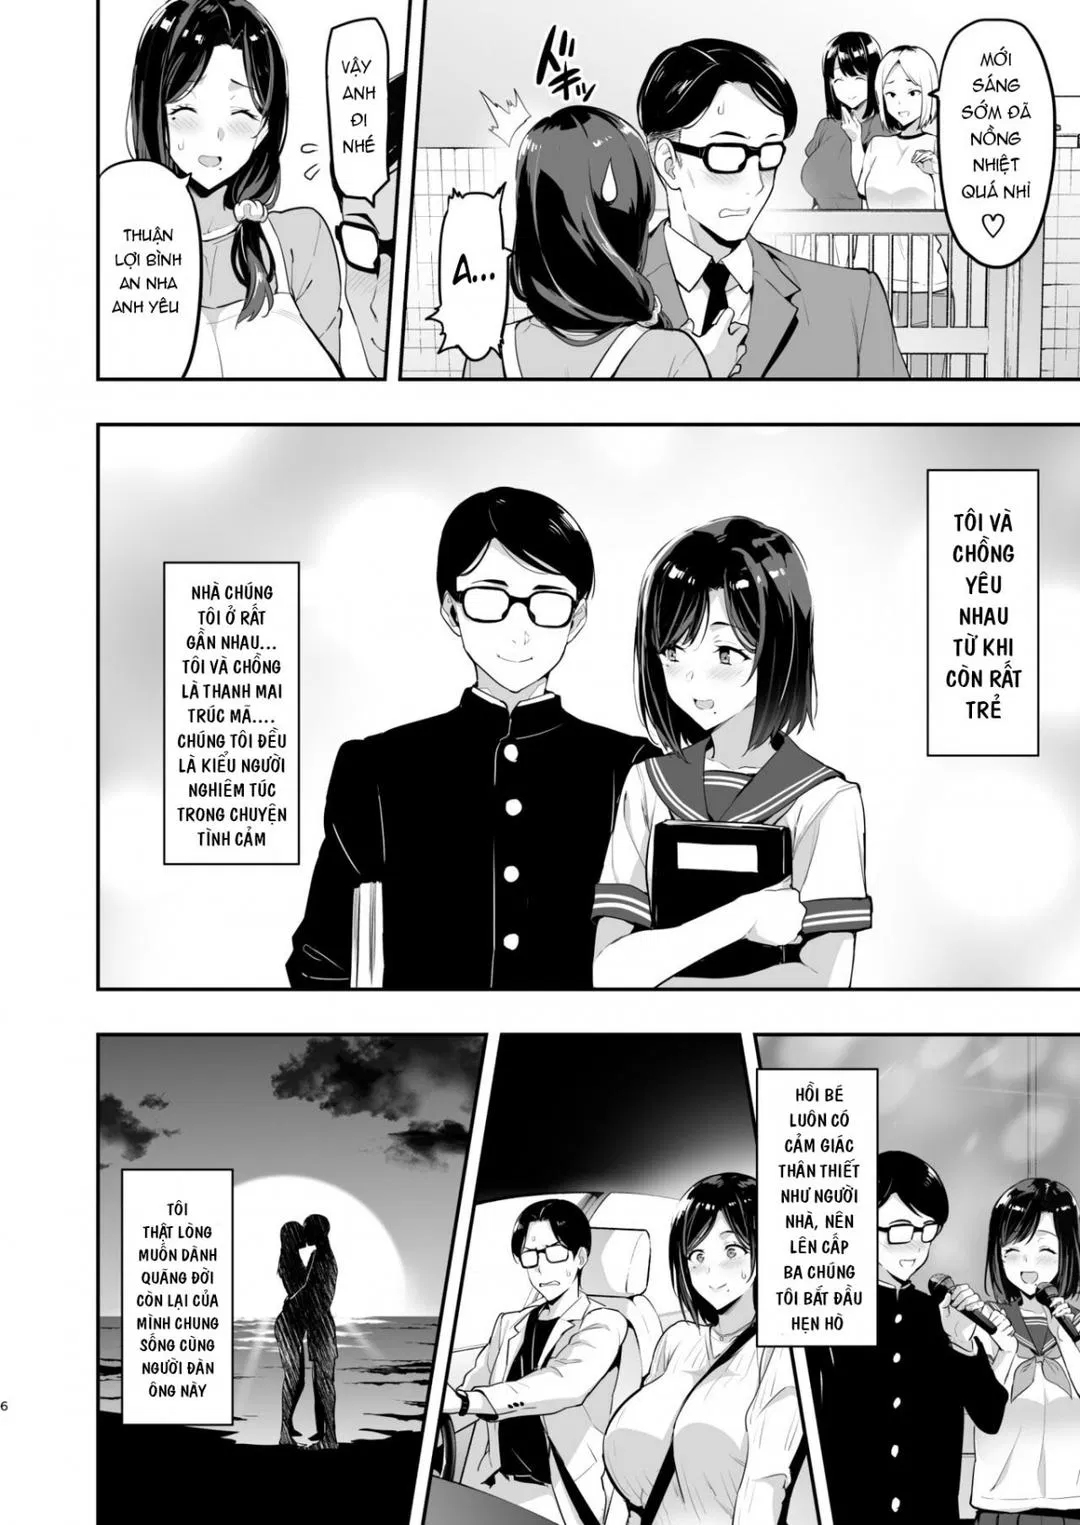 MỚI
SÁNG
SỚM ĐÃ
NỒNG
NHIỆT
QUÁ NHỈ
♡
A...
VẬY
ANH
ĐI
NHÉ
THUẬN
LỢI BÌNH
AN NHA
ANH YÊU
TÔI VÀ
CHỒNG
YÊU
NHAU
TỪ KHI
CÒN RẤT
TRẺ
NHÀ CHÚNG
TÔI Ở RẤT
GẦN NHAU...
TÔI VÀ CHỒNG
LÀ THANH MAI
TRÚC MÃ....
CHÚNG TÔI ĐỀU
LÀ KIỂU NGƯỜI
NGHIÊM TÚC
TRONG CHUYỆN
TÌNH CẢM
HỒI BÉ
LUÔN CÓ
CẢM GIÁC
THÂN THIẾT
NHƯ NGƯỜI
NHÀ, NÊN
LÊN CẤP
BA CHÚNG
TÔI BẮT ĐẦU
HẸN HÒ
TÔI
THẬT LÒNG
MUỐN DÀNH
QUÃNG ĐỜI
CÒN LẠI CỦA
MÌNH CHUNG
SỐNG CÙNG
NGƯỜI ĐÀN
ÔNG NÀY
6